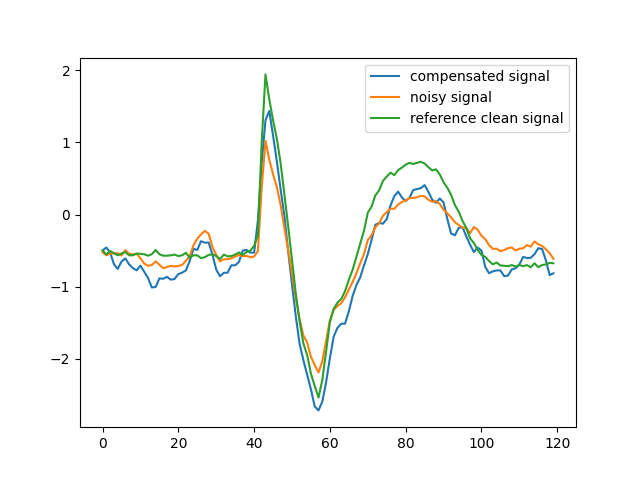 compensated signal
noisy signal
reference clean signal
2
1
0
−1
−2
0 20 40 60 80 100 120